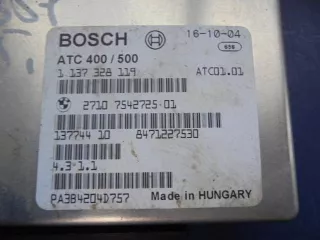 BOSCH 16-10-04
ATC 400 / 500
1 137 328 119 ATC01.01
2710 7542725·01
137744 10 8471227530
4.3 1.1
PA3B4204D757 Made in HUNGARY